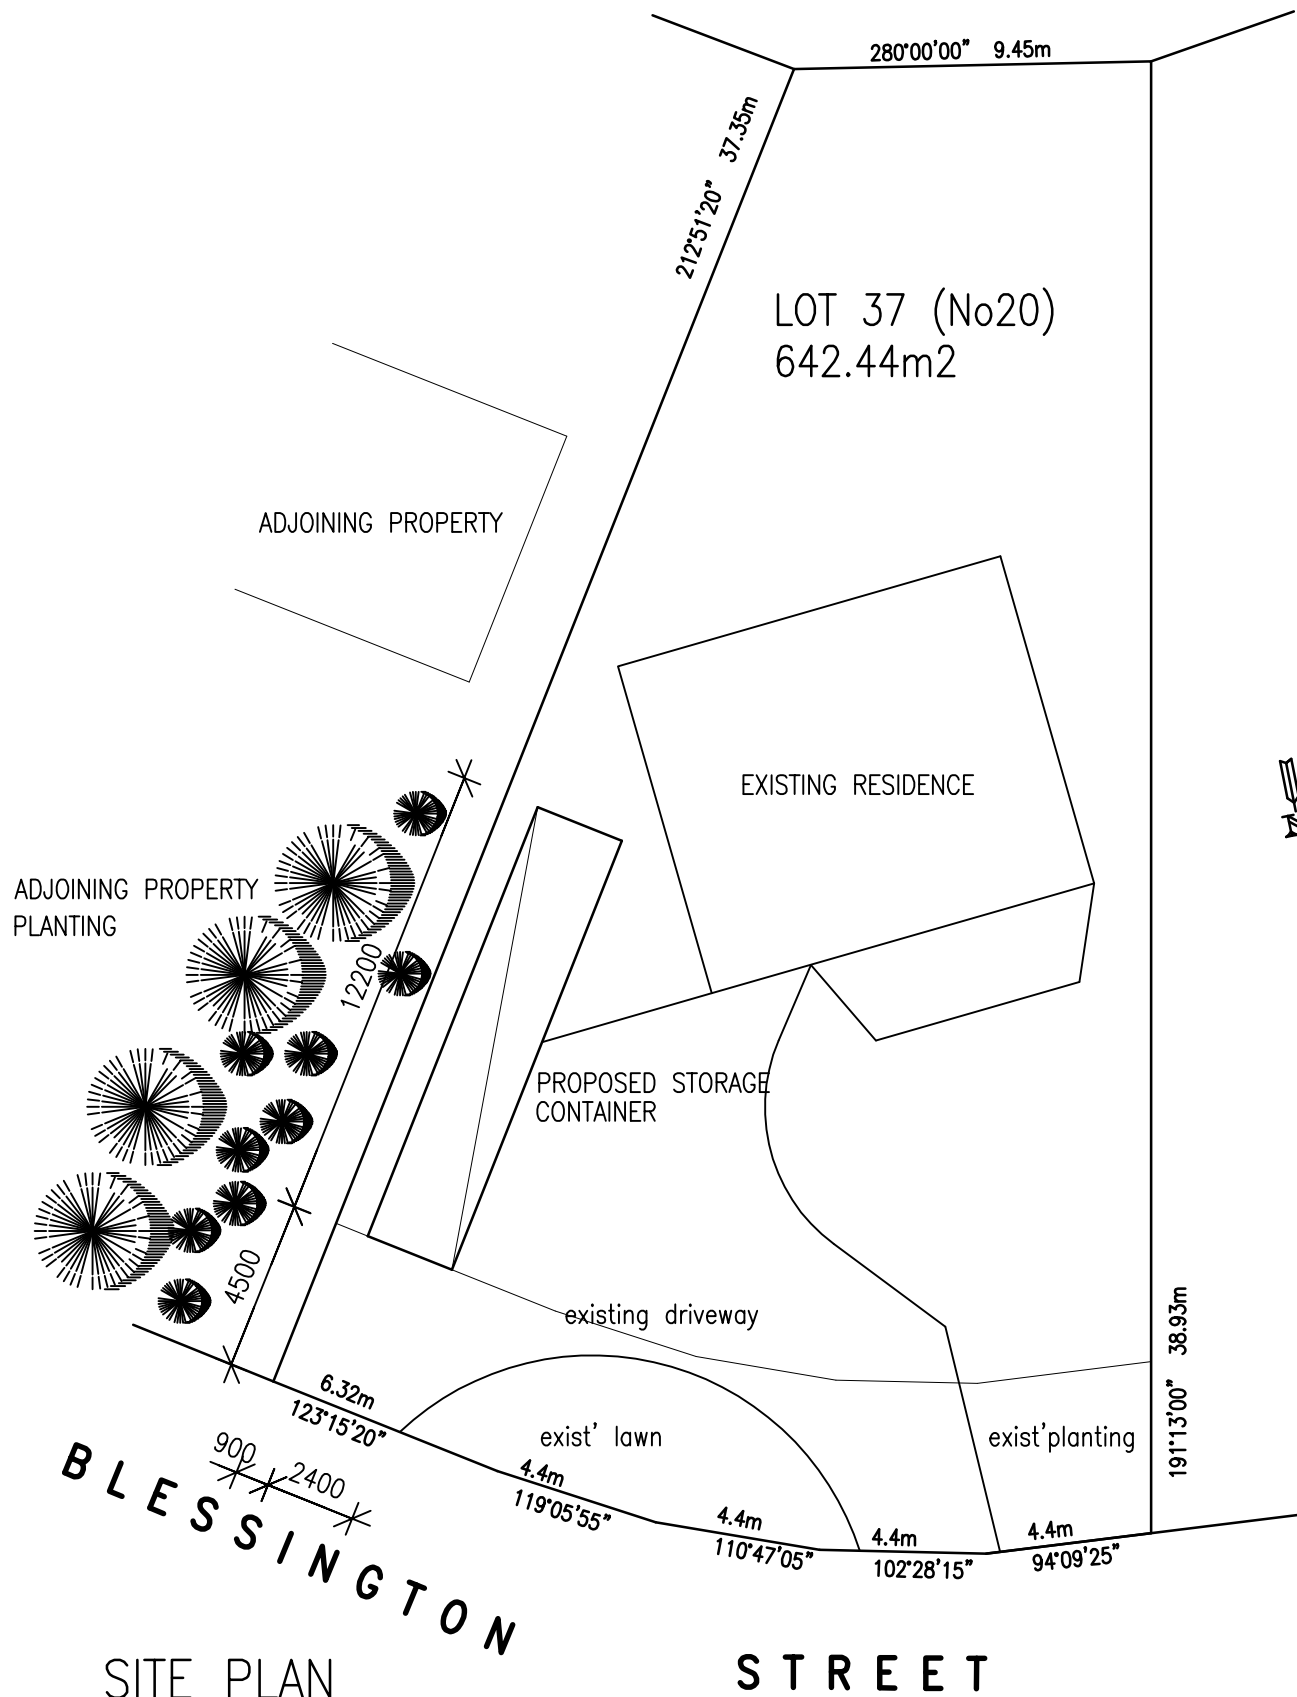 280°00'00" 9.45m
212°51'20" 37.35m
LOT 37 (No20)
642.44m2
ADJOINING PROPERTY
EXISTING RESIDENCE
ADJOINING PROPERTY
PLANTING
12200
PROPOSED STORAGE
CONTAINER
4500
existing driveway
191°13'00" 38.93m
6.32m
123°15'20"
exist' lawn
exist'planting
900
2400
4.4m
119°05'55"
4.4m
110°47'05"
4.4m
102°28'15"
4.4m
94°09'25"
BLESSINGTON
STREET
SITE PLAN